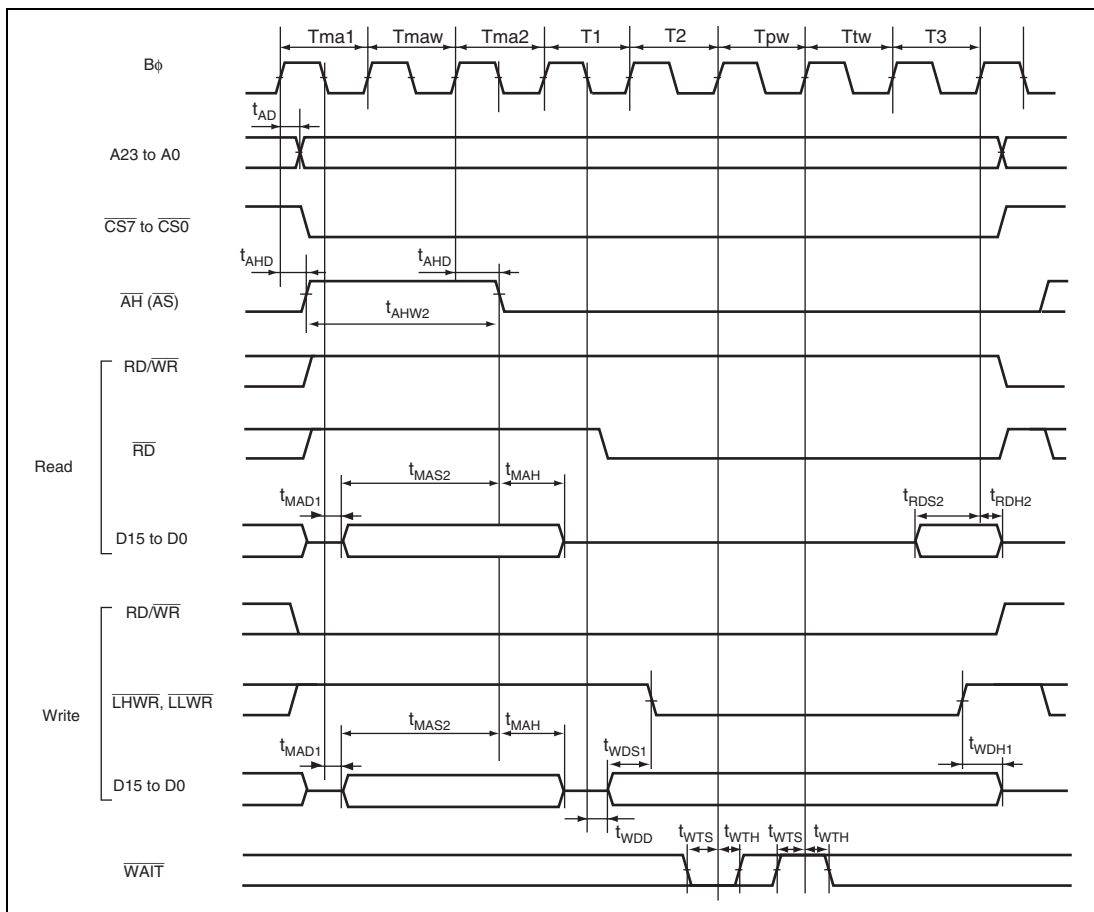 Tma1 Tmaw Tma2 T1 T2 Tpw Ttw T3
Bϕ
tAD
A23 to A0
CS7 to CS0
tAHD tAHD
AH (AS)
tAHW2
RD/WR
Read
RD
tMAD1 tMAS2 tMAH tRDS2 tRDH2
D15 to D0
RD/WR
Write
LHWR, LLWR
tMAD1 tMAS2 tMAH tWDS1 tWDH1
D15 to D0
tWDD tWTS tWTH tWTS tWTH
WAIT